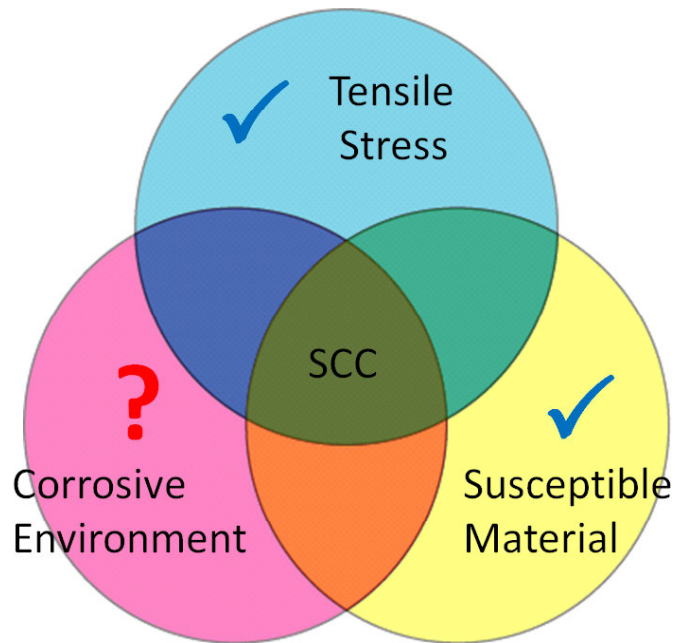 Tensile
Stress
SCC
?
Corrosive
Environment
Susceptible
Material